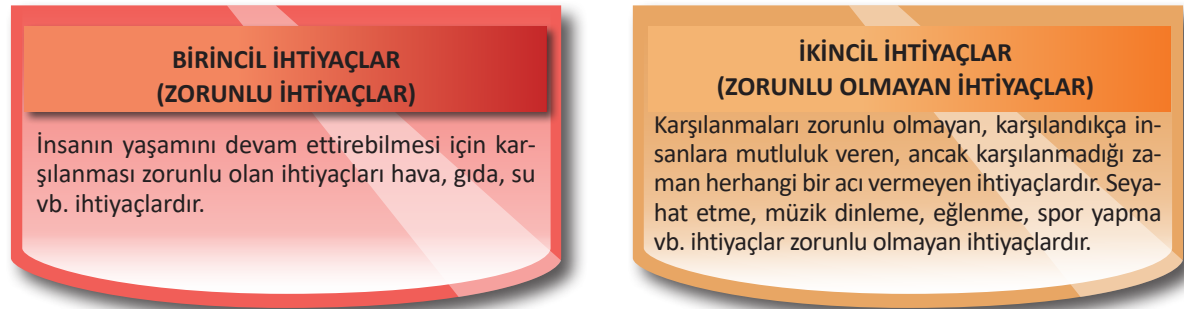 BİRİNCİL İHTİYAÇLAR
(ZORUNLU İHTİYAÇLAR)
İnsanın yaşamını devam ettirebilmesi için kar-
şılanması zorunlu olan ihtiyaçları hava, gıda, su
vb. ihtiyaçlardır.
İKİNCİL İHTİYAÇLAR
(ZORUNLU OLMAYAN İHTİYAÇLAR)
Karşılanmaları zorunlu olmayan, karşılandıkça in-
sanlara mutluluk veren, ancak karşılanmadığı za-
man herhangi bir acı vermeyen ihtiyaçlardır. Seya-
hat etme, müzik dinleme, eğlenme, spor yapma
vb. ihtiyaçlar zorunlu olmayan ihtiyaçlardır.